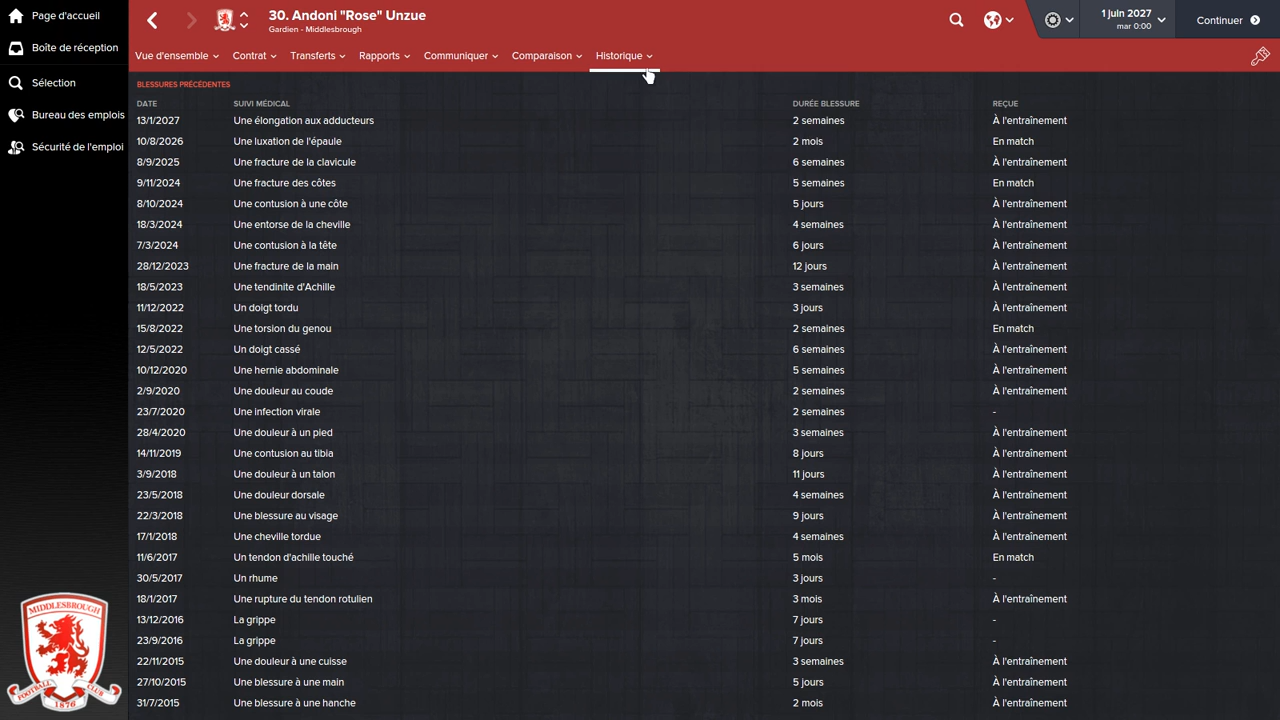 Page d'accueil
Boîte de réception
Sélection
Bureau des emplois
Sécurité de l'emploi
30. Andoni "Rose" Unzue
Gardien - Middlesbrough
1 juin 2027
mar 0:00
Continuer
Vue d'ensemble Contrat Transferts Rapports Communiquer Comparaison Historique
BLESSURES PRÉCÉDENTES
DATE SUIVI MÉDICAL DURÉE BLESSURE REÇUE
13/1/2027 Une élongation aux adducteurs 2 semaines À l'entraînement
10/8/2026 Une luxation de l'épaule 2 mois En match
8/9/2025 Une fracture de la clavicule 6 semaines À l'entraînement
9/11/2024 Une fracture des côtes 5 semaines En match
8/10/2024 Une contusion à une côte 5 jours À l'entraînement
18/3/2024 Une entorse de la cheville 4 semaines À l'entraînement
7/3/2024 Une contusion à la tête 6 jours À l'entraînement
28/12/2023 Une fracture de la main 12 jours À l'entraînement
18/5/2023 Une tendinite d'Achille 3 semaines À l'entraînement
11/12/2022 Un doigt tordu 3 jours À l'entraînement
15/8/2022 Une torsion du genou 2 semaines En match
12/5/2022 Un doigt cassé 6 semaines À l'entraînement
10/12/2020 Une hernie abdominale 5 semaines À l'entraînement
2/9/2020 Une douleur au coude 2 semaines À l'entraînement
23/7/2020 Une infection virale 2 semaines -
28/4/2020 Une douleur à un pied 3 semaines À l'entraînement
14/11/2019 Une contusion au tibia 8 jours À l'entraînement
3/9/2018 Une douleur à un talon 11 jours À l'entraînement
23/5/2018 Une douleur dorsale 4 semaines À l'entraînement
22/3/2018 Une blessure au visage 9 jours À l'entraînement
17/1/2018 Une cheville tordue 4 semaines À l'entraînement
11/6/2017 Un tendon d'achille touché 5 mois En match
30/5/2017 Un rhume 3 jours -
18/1/2017 Une rupture du tendon rotulien 3 mois À l'entraînement
13/12/2016 La grippe 7 jours -
23/9/2016 La grippe 7 jours -
22/11/2015 Une douleur à une cuisse 3 semaines À l'entraînement
27/10/2015 Une blessure à une main 5 jours À l'entraînement
31/7/2015 Une blessure à une hanche 2 mois À l'entraînement
MIDDLESBROUGH
FOOTBALL CLUB
1876